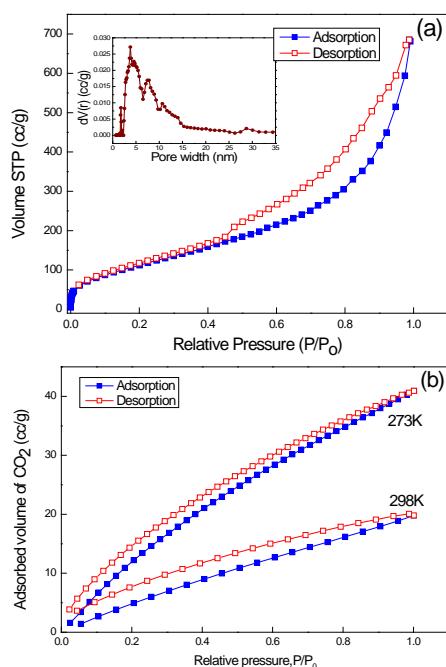 (a)
Adsorption
Desorption
Volume STP (cc/g)
800
700
600
500
400
300
200
100
0
0.0 0.2 0.4 0.6 0.8 1.0
Relative Pressure (P/Po)
dV(r) (cc/g)
0.030
0.025
0.020
0.015
0.010
0.005
0.000
0 5 10 15 20 25 30 35
Pore width (nm)
(b)
Adsorption
Desorption
273K
298K
Adsorbed volume of CO2 (cc/g)
40
30
20
10
0
0.0 0.2 0.4 0.6 0.8 1.0
Relative pressure,P/Po